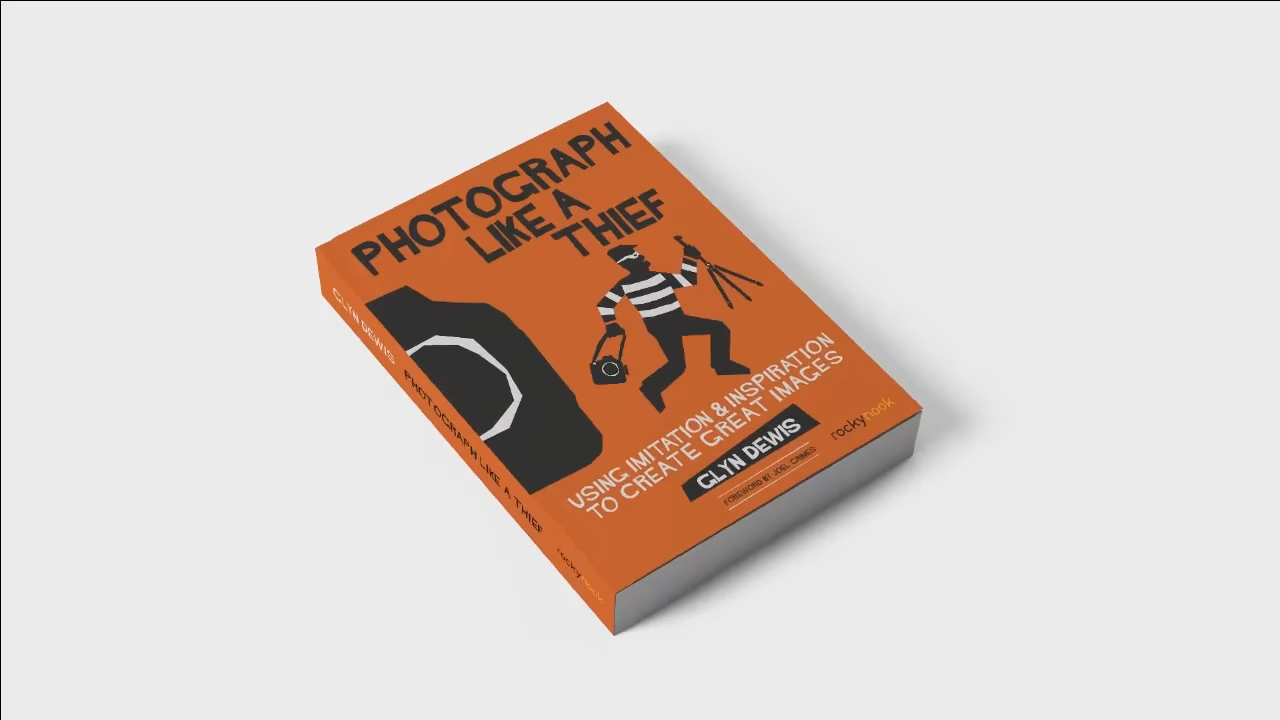 PHOTOGRAPH
LIKE A
THIEF
USING IMITATION & INSPIRATION
TO CREATE GREAT IMAGES
GLYN DEWIS
FOREWORD BY JOEL GRIMES
rockynook
GLYN DEWIS PHOTOGRAPH LIKE A THIEF rockynook